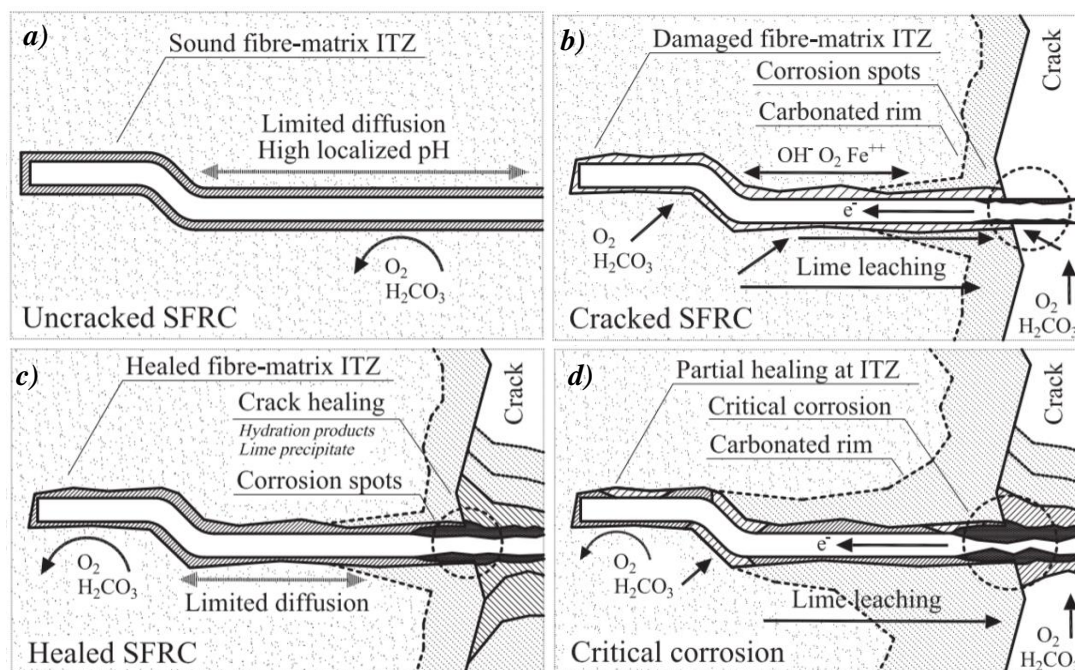 a)
Sound fibre-matrix ITZ
Limited diffusion
High localized pH
O₂
H₂CO₃
Uncracked SFRC
b)
Damaged fibre-matrix ITZ
Corrosion spots
Carbonated rim
Crack
OH⁻ O₂ Fe⁺⁺
e⁻
O₂
H₂CO₃
Lime leaching
O₂
H₂CO₃
Cracked SFRC
c)
Healed fibre-matrix ITZ
Crack healing
Hydration products
Lime precipitate
Corrosion spots
Crack
O₂
H₂CO₃
Limited diffusion
Healed SFRC
d)
Partial healing at ITZ
Critical corrosion
Carbonated rim
Crack
e⁻
O₂
H₂CO₃
Lime leaching
O₂
H₂CO₃
Critical corrosion